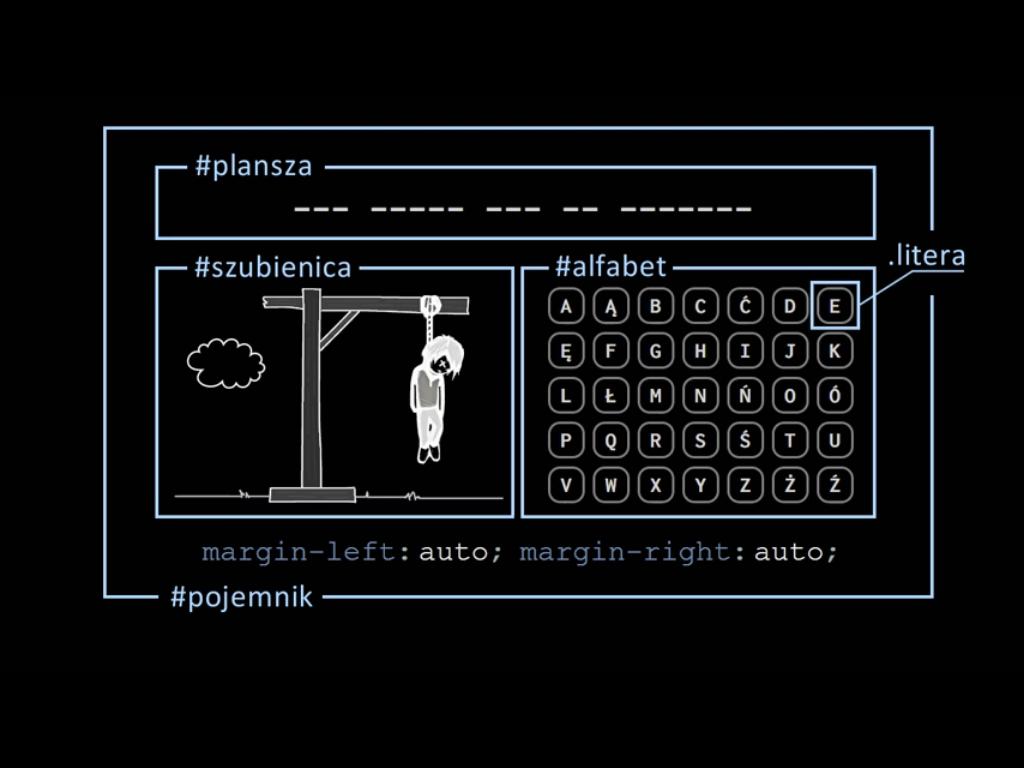 #plansza
--- ----- --- -- -------
#szubienica
#alfabet
.litera
A Ą B C Ć D E
Ę F G H I J K
L Ł M N Ń O Ó
P Q R S Ś T U
V W X Y Z Ż Ź
margin-left: auto; margin-right: auto;
#pojemnik